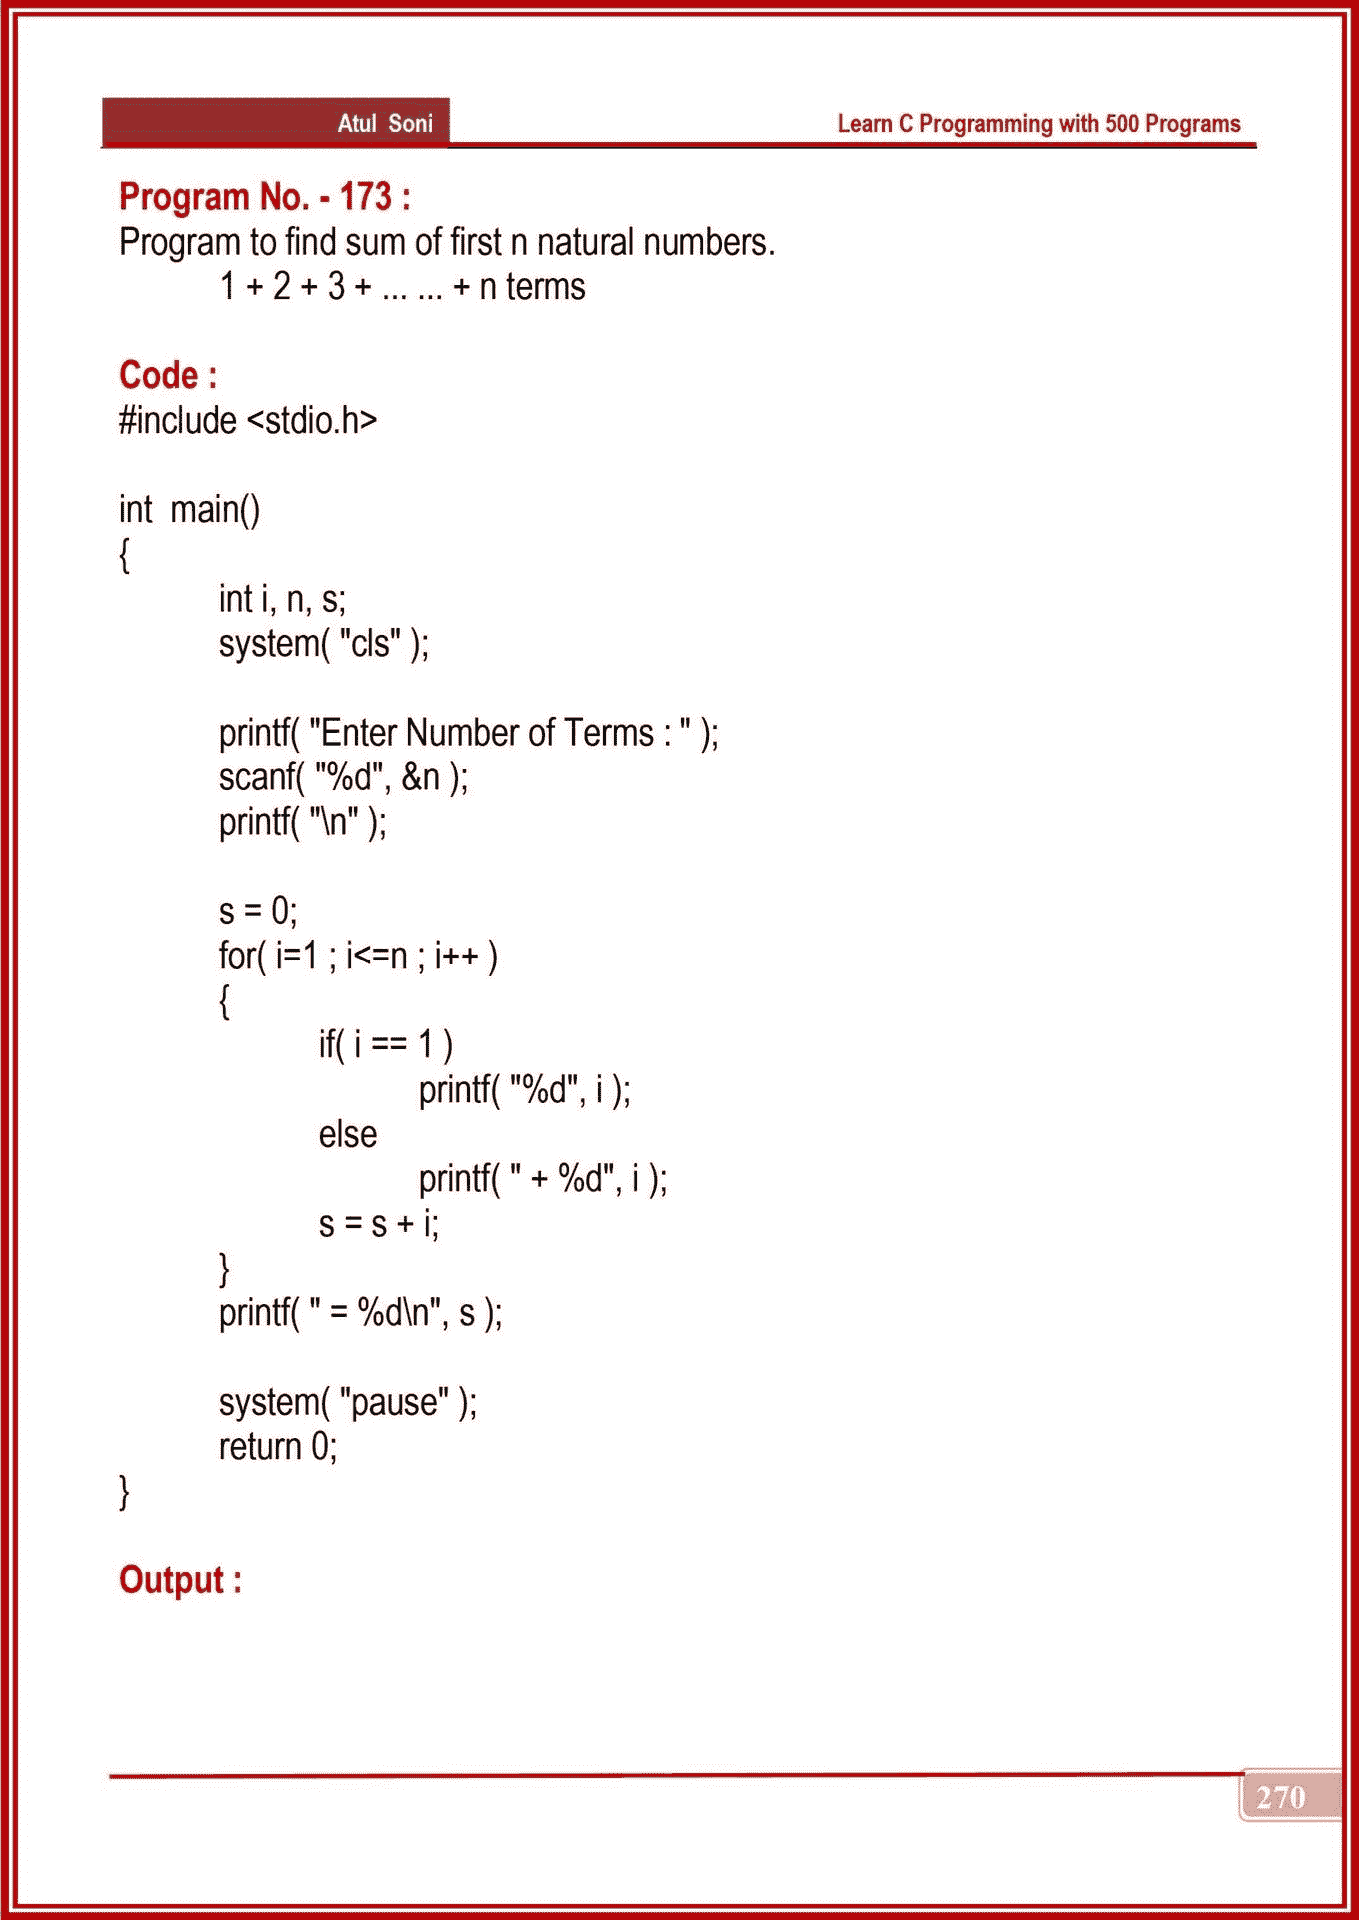 Atul Soni
Learn C Programming with 500 Programs
Program No. - 173 :
Program to find sum of first n natural numbers.
1 + 2 + 3 + ... ... + n terms
Code :
#include <stdio.h>
int main()
{
int i, n, s;
system( "cls" );
printf( "Enter Number of Terms : " );
scanf( "%d", &n );
printf( "\n" );
s = 0;
for( i=1 ; i<=n ; i++ )
{
if( i == 1 )
printf( "%d", i );
else
printf( " + %d", i );
s = s + i;
}
printf( " = %d\n", s );
system( "pause" );
return 0;
}
Output :
270